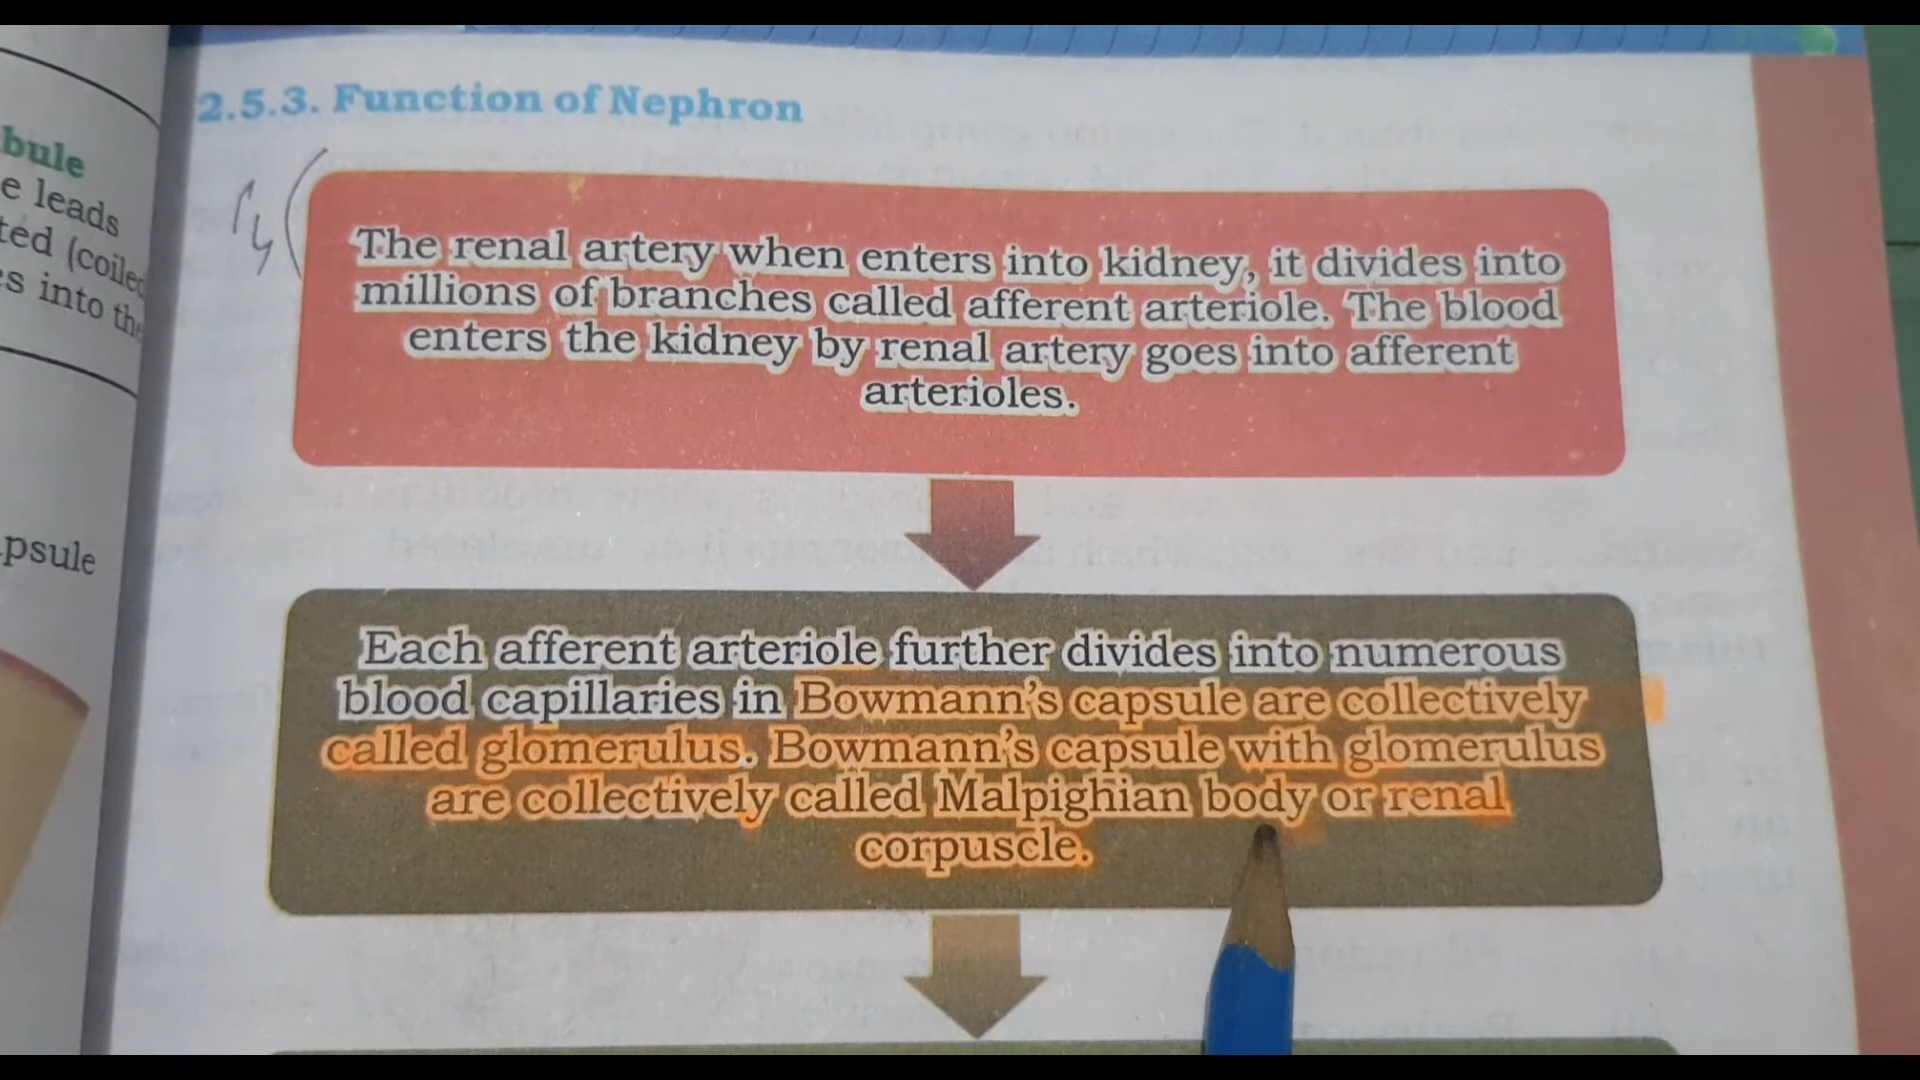 bule
e leads
ted (coiled
s into the
psule
2.5.3. Function of Nephron
The renal artery when enters into kidney, it divides into
millions of branches called afferent arteriole. The blood
enters the kidney by renal artery goes into afferent
arterioles.
Each afferent arteriole further divides into numerous
blood capillaries in Bowmann's capsule are collectively
called glomerulus. Bowmann's capsule with glomerulus
are collectively called Malpighian body or renal
corpuscle.